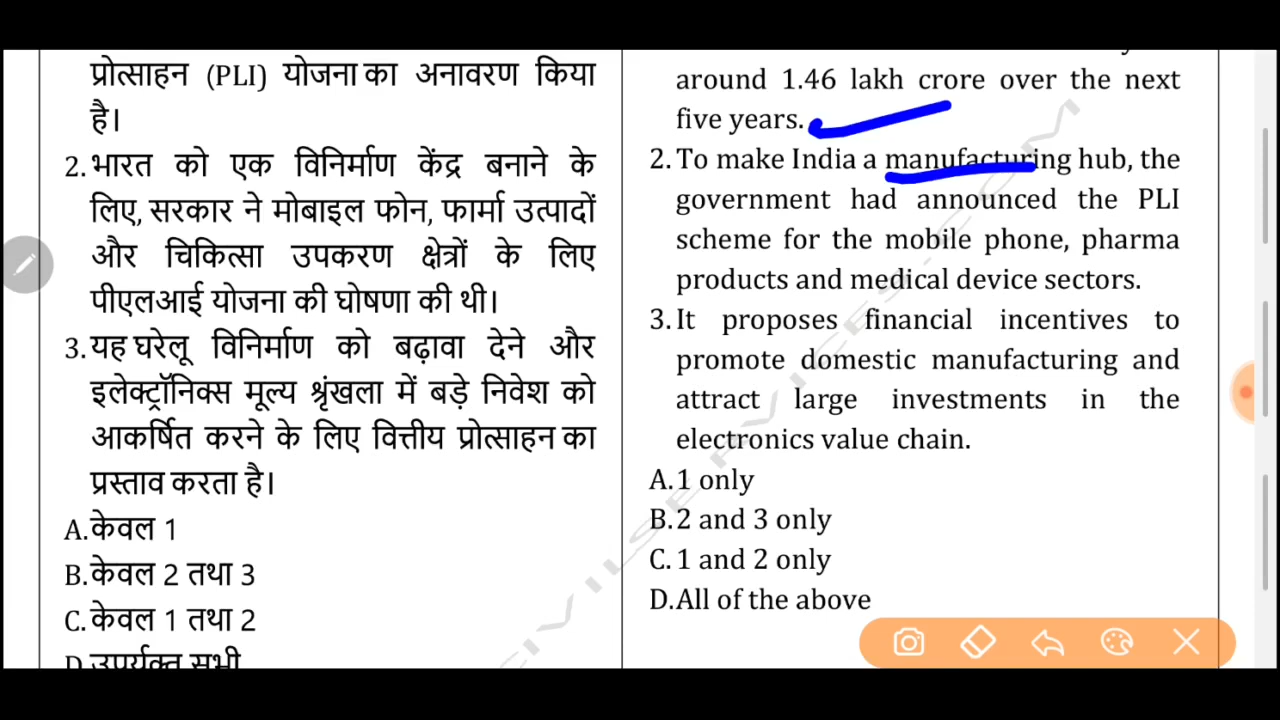 प्रोत्साहन (PLI) योजना का अनावरण किया
है।
2. भारत को एक विनिर्माण केंद्र बनाने के
लिए, सरकार ने मोबाइल फोन, फार्मा उत्पादों
और चिकित्सा उपकरण क्षेत्रों के लिए
पीएलआई योजना की घोषणा की थी।
3. यह घरेलू विनिर्माण को बढ़ावा देने और
इलेक्ट्रॉनिक्स मूल्य श्रृंखला में बड़े निवेश को
आकर्षित करने के लिए वित्तीय प्रोत्साहन का
प्रस्ताव करता है।
A. केवल 1
B. केवल 2 तथा 3
C. केवल 1 तथा 2
D. उपर्युक्त सभी
around 1.46 lakh crore over the next
five years.
2. To make India a manufacturing hub, the
government had announced the PLI
scheme for the mobile phone, pharma
products and medical device sectors.
3. It proposes financial incentives to
promote domestic manufacturing and
attract large investments in the
electronics value chain.
A. 1 only
B. 2 and 3 only
C. 1 and 2 only
D. All of the above